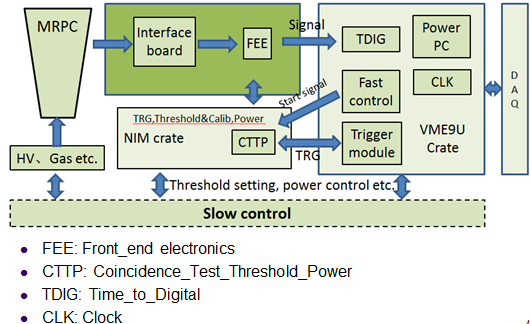 MRPC
Interface
board
FEE
Signal
TDIG
Power
PC
Fast
control
CLK
VME9U
Crate
Trigger
module
D
A
Q
Start signal
TRG,Threshold&Calib,Power
NIM crate
CTTP
TRG
HV、Gas etc.
Threshold setting, power control etc.
Slow control
FEE: Front_end electronics
CTTP: Coincidence_Test_Threshold_Power
TDIG: Time_to_Digital
CLK: Clock